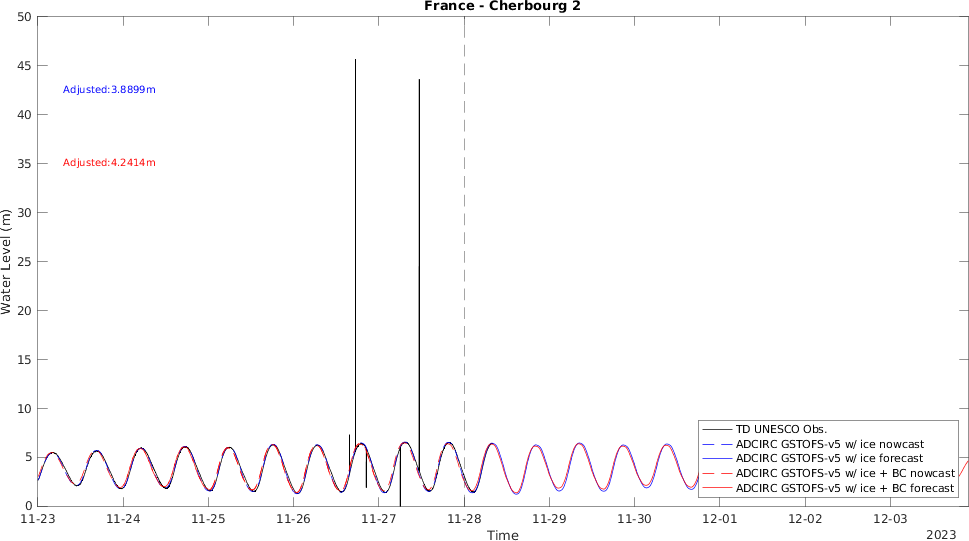 France - Cherbourg 2
50
45
40
35
30
25
20
15
10
5
0
Water Level (m)
Adjusted:3.8899m
Adjusted:4.2414m
TD UNESCO Obs.
ADCIRC GSTOFS-v5 w/ ice nowcast
ADCIRC GSTOFS-v5 w/ ice forecast
ADCIRC GSTOFS-v5 w/ ice + BC nowcast
ADCIRC GSTOFS-v5 w/ ice + BC forecast
11-23 11-24 11-25 11-26 11-27 11-28 11-29 11-30 12-01 12-02 12-03
Time
2023